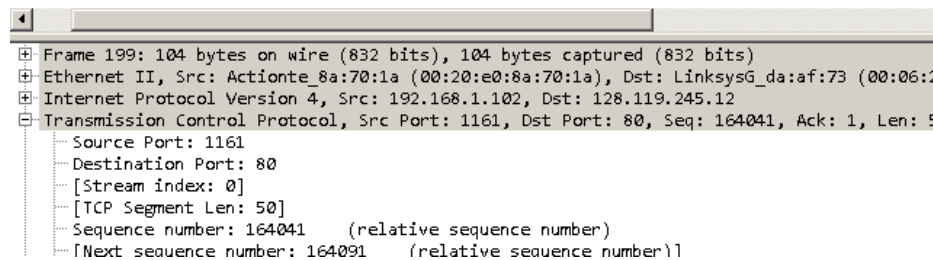 Frame 199: 104 bytes on wire (832 bits), 104 bytes captured (832 bits)
Ethernet II, Src: Actionte_8a:70:1a (00:20:e0:8a:70:1a), Dst: LinksysG_da:af:73 (00:06:2
Internet Protocol Version 4, Src: 192.168.1.102, Dst: 128.119.245.12
Transmission Control Protocol, Src Port: 1161, Dst Port: 80, Seq: 164041, Ack: 1, Len: 5
Source Port: 1161
Destination Port: 80
[Stream index: 0]
[TCP Segment Len: 50]
Sequence number: 164041 (relative sequence number)
[Next sequence number: 164091 (relative sequence number)]